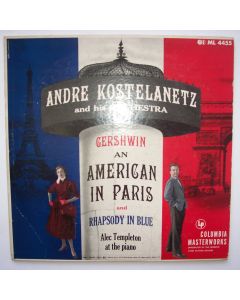 ML 4455
ANDRE KOSTELANETZ
and his ORCHESTRA
GERSHWIN
AN
AMERICAN
IN PARIS
and
RHAPSODY IN BLUE
Alec Templeton
at the piano
COLUMBIA
MASTERWORKS